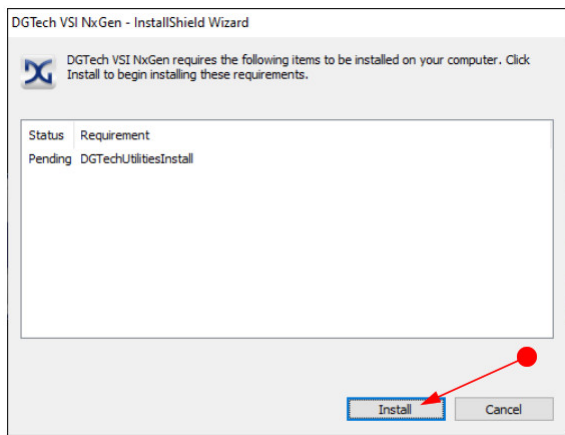 DGTech VSI NxGen - InstallShield Wizard
DG
DGTech VSI NxGen requires the following items to be installed on your computer. Click
Install to begin installing these requirements.
Status Requirement
Pending DGTechUtilitiesInstall
Install Cancel